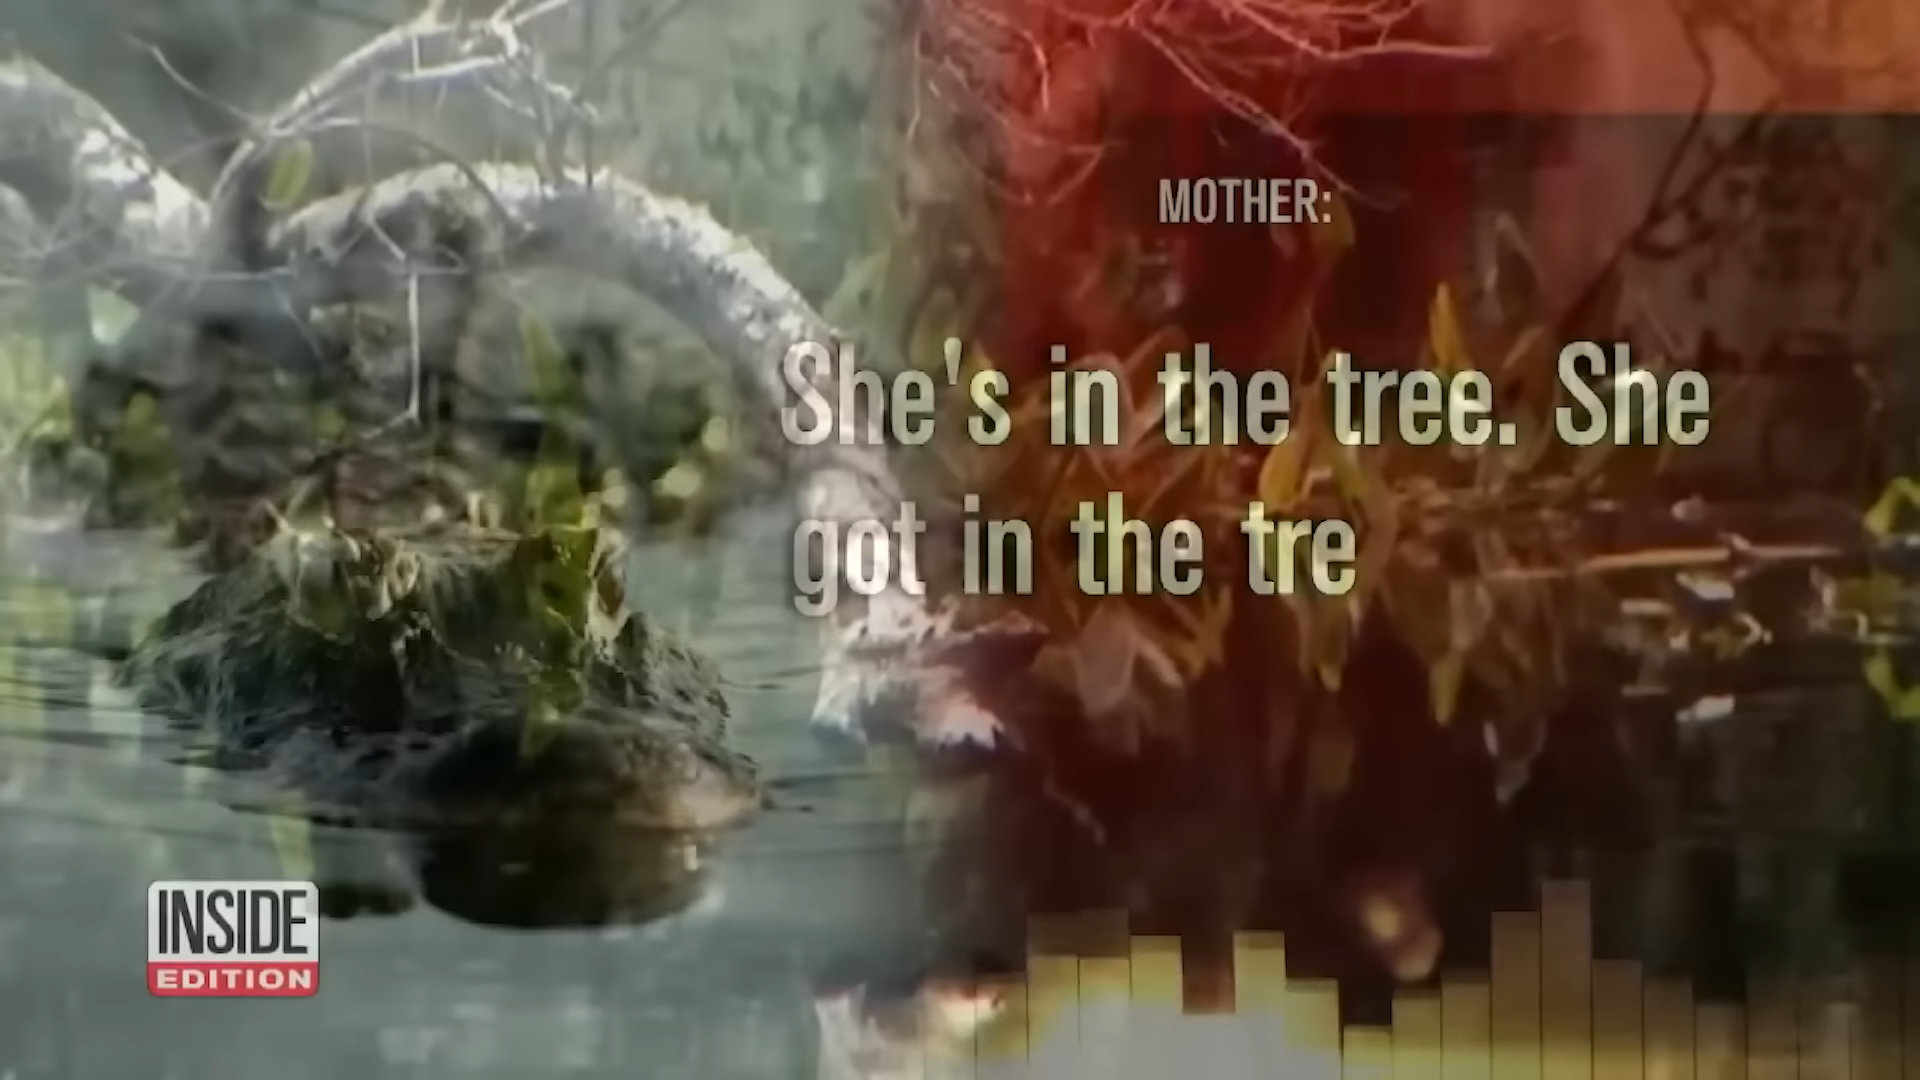 MOTHER:
She's in the tree. She
got in the tre
INSIDE
EDITION